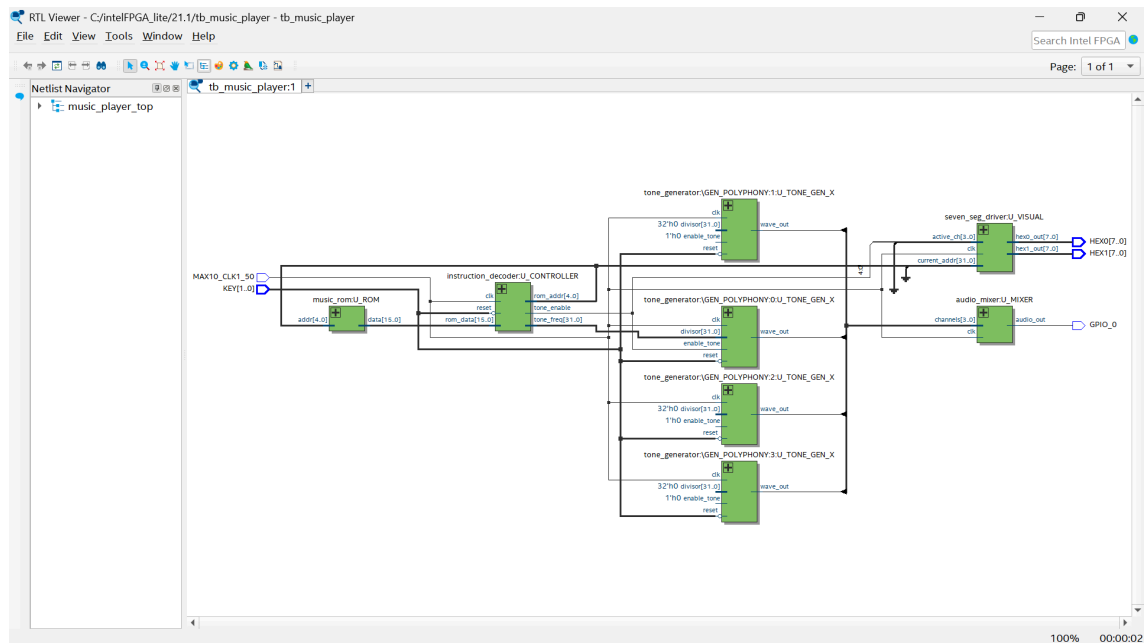 RTL Viewer - C:/intelFPGA_lite/21.1/tb_music_player - tb_music_player
File Edit View Tools Window Help
Search Intel FPGA
Page: 1 of 1
Netlist Navigator
tb_music_player:1
music_player_top
tone_generator:\GEN_POLYPHONY:1:U_TONE_GEN_X
clk
32'h0 divisor[31..0] wave_out
1'h0 enable_tone
reset
seven_seg_driver:U_VISUAL
active_ch[3..0] hex0_out[7..0] HEX0[7..0]
clk hex1_out[7..0] HEX1[7..0]
current_addr[31..0]
4:0
MAX10_CLK1_50
KEY[1..0]
instruction_decoder:U_CONTROLLER
clk rom_addr[4..0]
reset tone_enable
rom_data[15..0] tone_freq[31..0]
music_rom:U_ROM
addr[4..0] data[15..0]
tone_generator:\GEN_POLYPHONY:0:U_TONE_GEN_X
clk wave_out
divisor[31..0]
enable_tone
reset
audio_mixer:U_MIXER
channels[3..0] audio_out GPIO_0
clk
tone_generator:\GEN_POLYPHONY:2:U_TONE_GEN_X
clk
32'h0 divisor[31..0] wave_out
1'h0 enable_tone
reset
tone_generator:\GEN_POLYPHONY:3:U_TONE_GEN_X
clk
32'h0 divisor[31..0] wave_out
1'h0 enable_tone
reset
100% 00:00:02